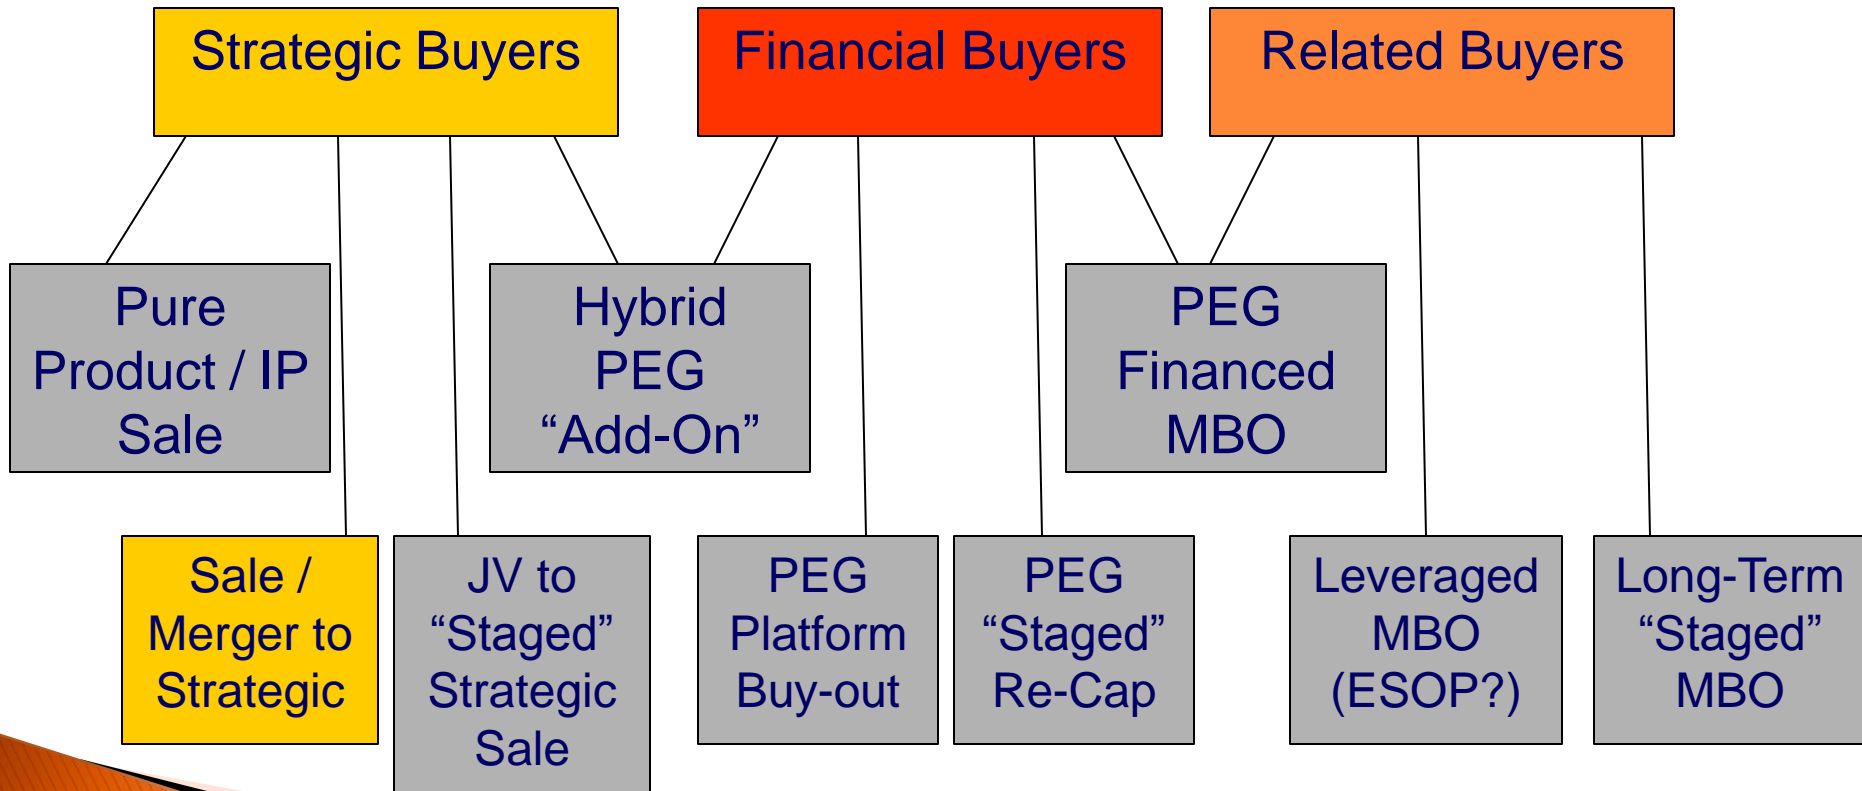 Strategic Buyers
Financial Buyers
Related Buyers
Pure
Product / IP
Sale
Hybrid
PEG
“Add-On”
PEG
Financed
MBO
Sale /
Merger to
Strategic
JV to
“Staged”
Strategic
Sale
PEG
Platform
Buy-out
PEG
“Staged”
Re-Cap
Leveraged
MBO
(ESOP?)
Long-Term
“Staged”
MBO